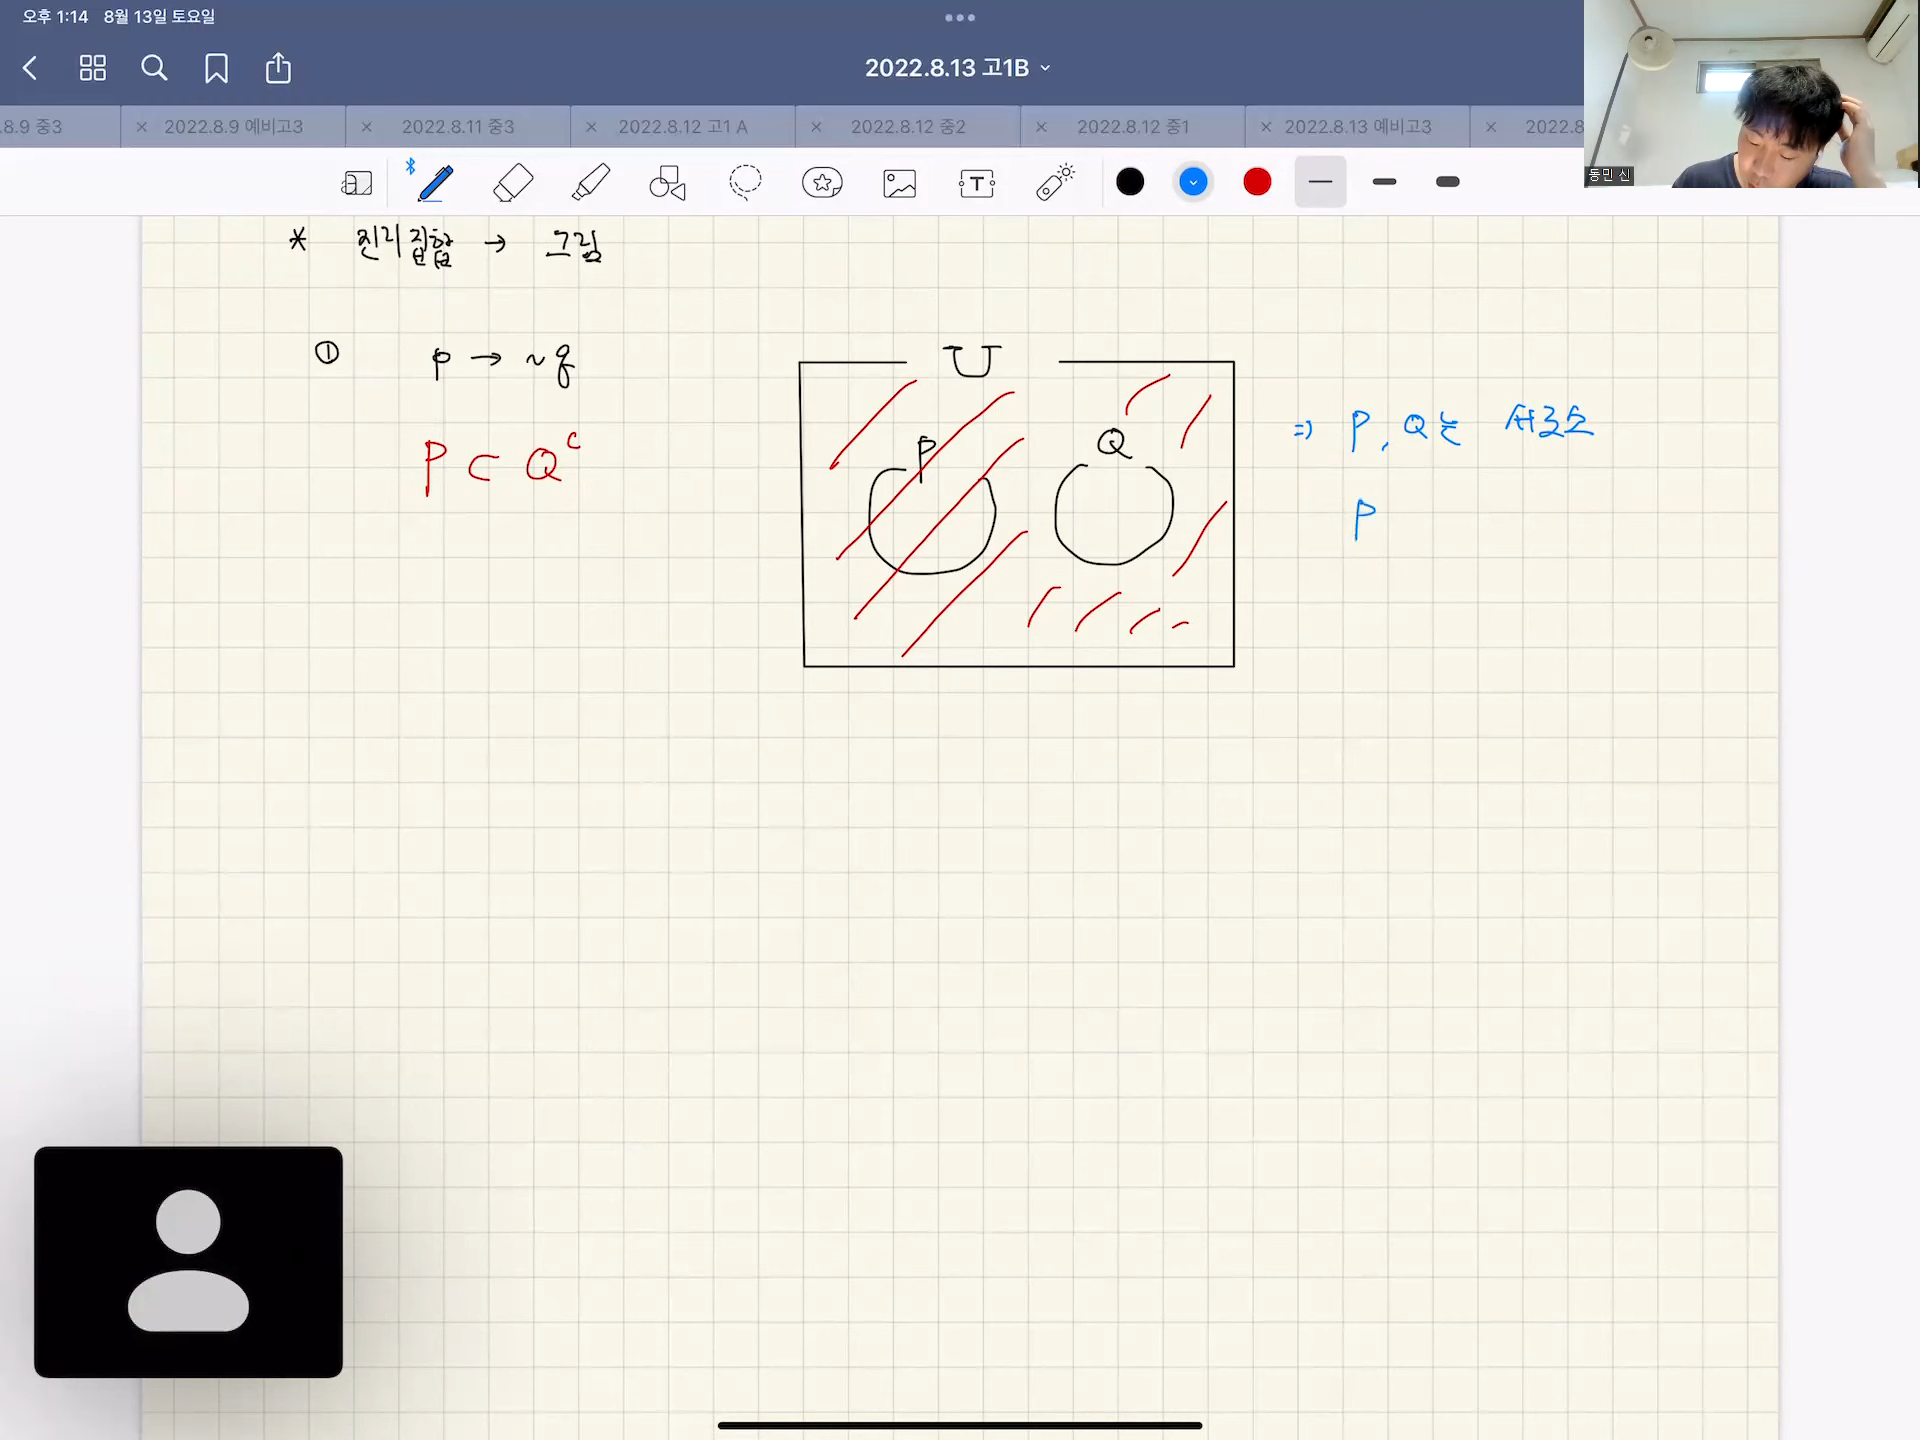 오후 1:14 8월 13일 토요일
2022.8.13 고1B
.8.9 중3
2022.8.9 예비고3
2022.8.11 중3
2022.8.12 고1 A
2022.8.12 중2
2022.8.12 중1
2022.8.13 예비고3
2022.8
동민 신
* 진리집합 → 그림
① p → ~q
U
P ⊂ Q^c
P
Q
⇒ P, Q는 서로소
P